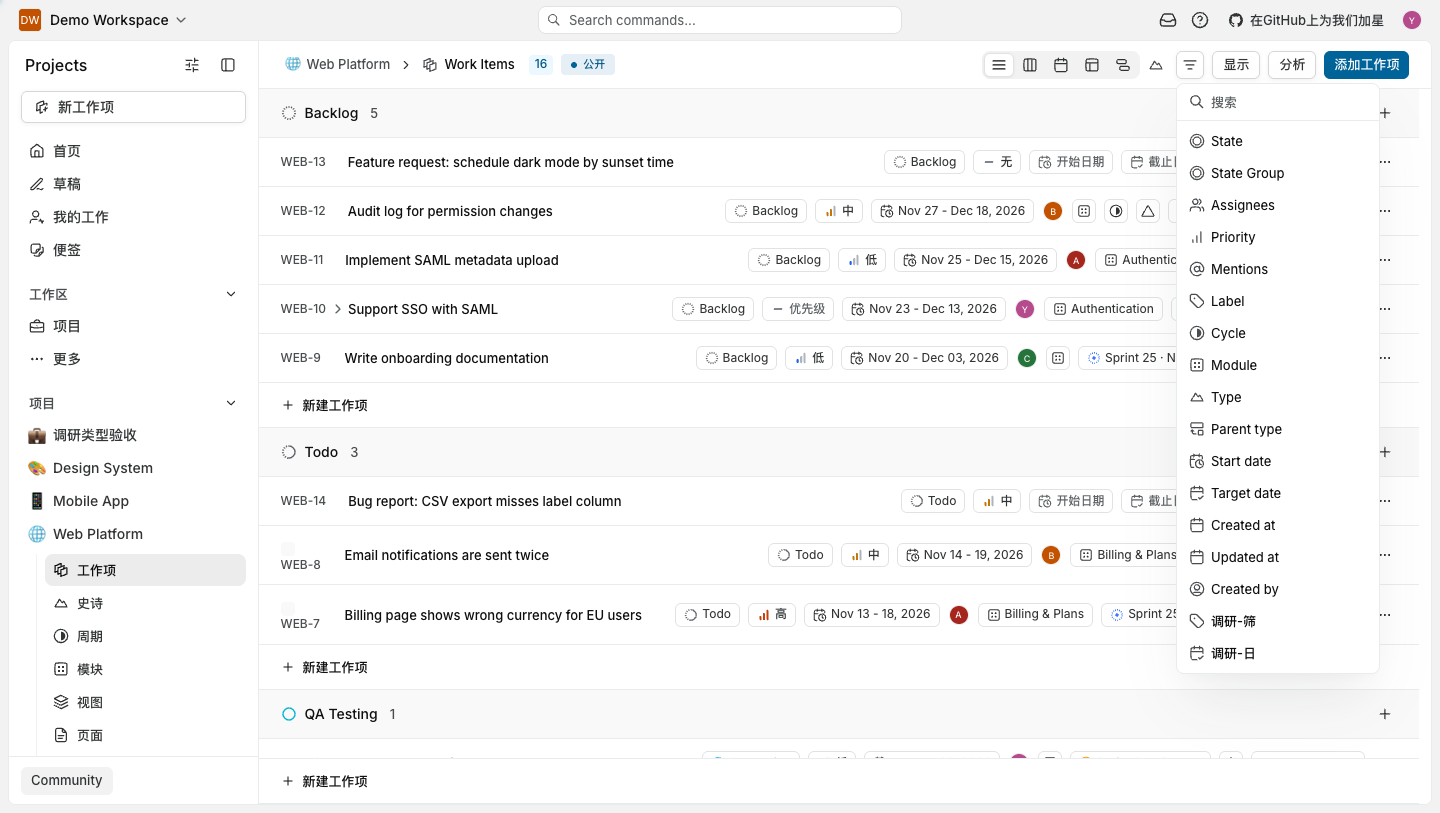 DW Demo Workspace
Search commands...
在GitHub上为我们加星
Y
Projects
新工作项
首页
草稿
我的工作
便签
工作区
项目
更多
项目
调研类型验收
Design System
Mobile App
Web Platform
工作项
史诗
周期
模块
视图
页面
Community
Web Platform
Work Items
16
公开
显示
分析
添加工作项
Backlog 5
WEB-13 Feature request: schedule dark mode by sunset time Backlog 无 开始日期 截止
WEB-12 Audit log for permission changes Backlog 中 Nov 27 - Dec 18, 2026 B
WEB-11 Implement SAML metadata upload Backlog 低 Nov 25 - Dec 15, 2026 A Authentic
WEB-10 Support SSO with SAML Backlog 优先级 Nov 23 - Dec 13, 2026 Y Authentication
WEB-9 Write onboarding documentation Backlog 低 Nov 20 - Dec 03, 2026 C Sprint 25 · N
新建工作项
Todo 3
WEB-14 Bug report: CSV export misses label column Todo 中 开始日期 截止
WEB-8 Email notifications are sent twice Todo 中 Nov 14 - 19, 2026 B Billing & Plans
WEB-7 Billing page shows wrong currency for EU users Todo 高 Nov 13 - 18, 2026 A Billing & Plans Sprint 25
新建工作项
QA Testing 1
新建工作项
搜索
State
State Group
Assignees
Priority
Mentions
Label
Cycle
Module
Type
Parent type
Start date
Target date
Created at
Updated at
Created by
调研-筛
调研-日